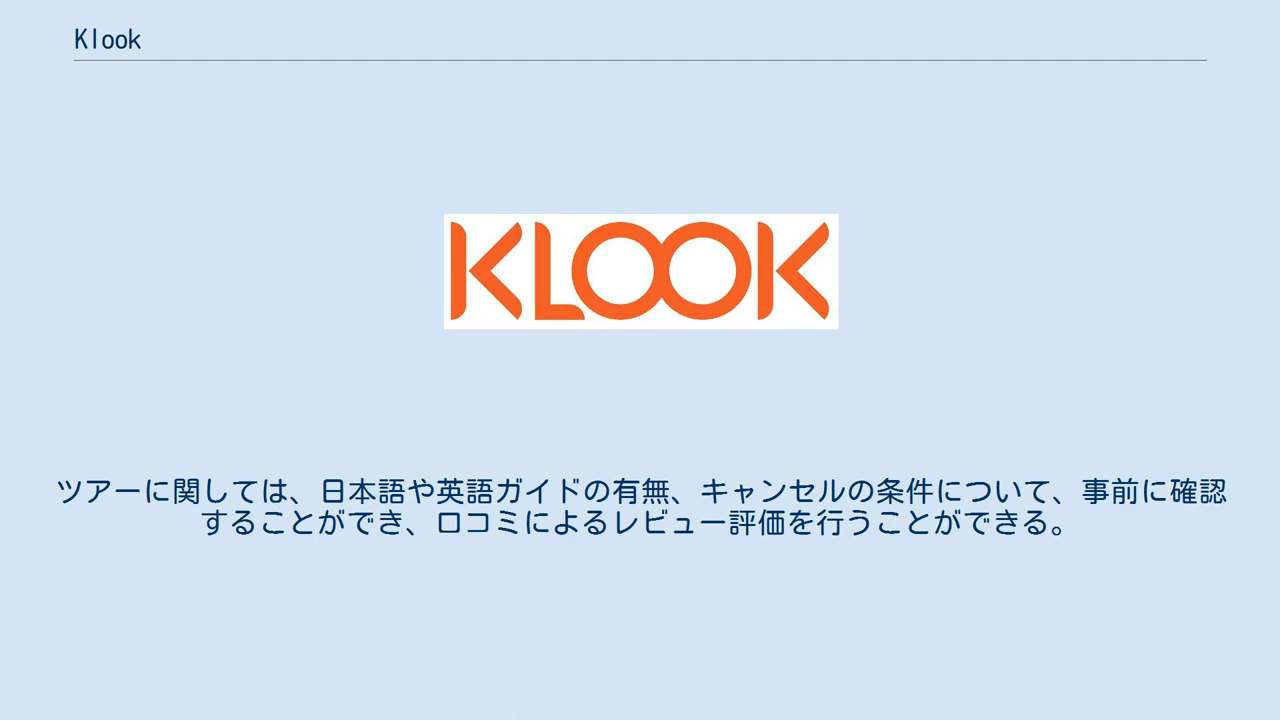 Klook
KLOOK
ツアーに関しては、日本語や英語ガイドの有無、キャンセルの条件について、事前に確認
することができ、口コミによるレビュー評価を行うことができる。